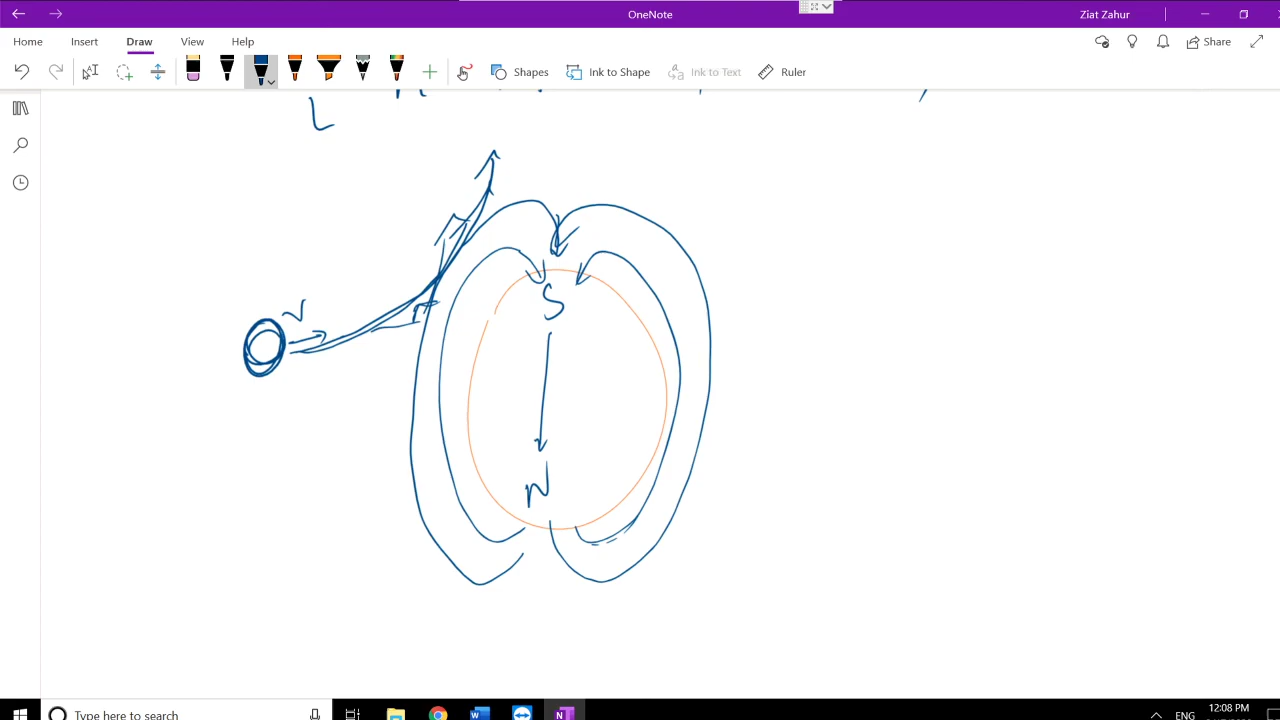 OneNote
Ziat Zahur
Home Insert Draw View Help
Share
Shapes Ink to Shape Ink to Text Ruler
L
V
S
N
Type here to search
ENG
12:08 PM